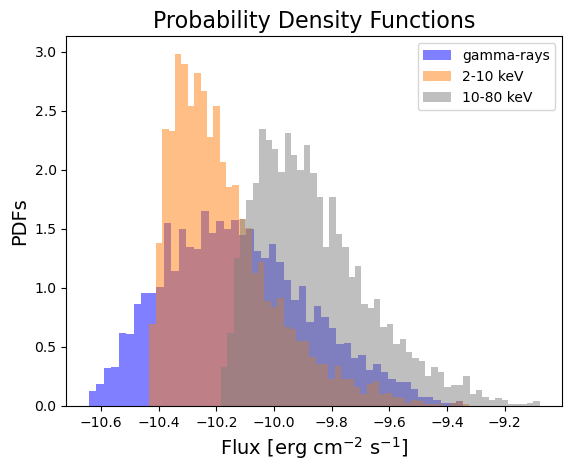 Probability Density Functions
gamma-rays
2-10 keV
10-80 keV
PDFs
3.0
2.5
2.0
1.5
1.0
0.5
0.0
−10.6 −10.4 −10.2 −10.0 −9.8 −9.6 −9.4 −9.2
Flux [erg cm⁻² s⁻¹]